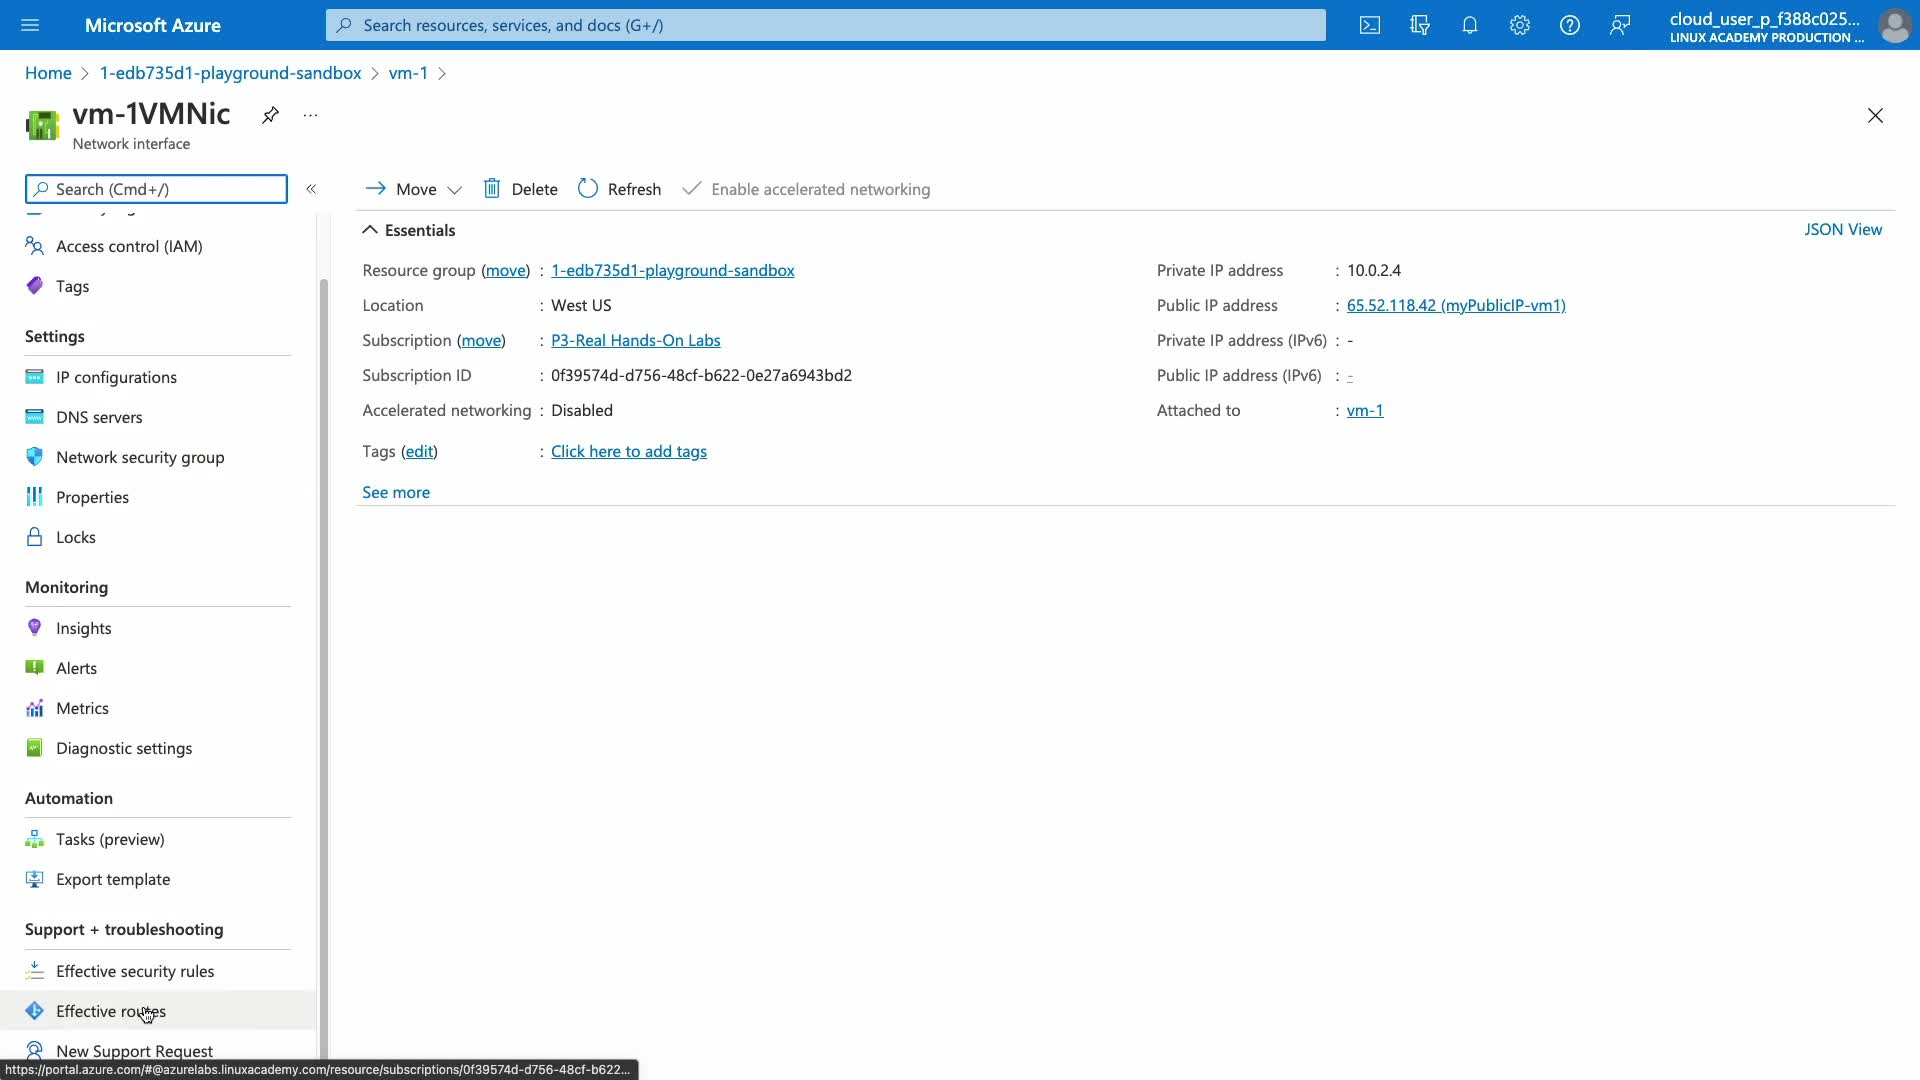 Microsoft Azure
Search resources, services, and docs (G+/)
cloud_user_p_f388c025...
LINUX ACADEMY PRODUCTION ...
Home > 1-edb735d1-playground-sandbox > vm-1 >
vm-1VMNic
...
Network interface
Search (Cmd+/)
«
Move
Delete
Refresh
Enable accelerated networking
Access control (IAM)
Tags
Settings
IP configurations
DNS servers
Network security group
Properties
Locks
Monitoring
Insights
Alerts
Metrics
Diagnostic settings
Automation
Tasks (preview)
Export template
Support + troubleshooting
Effective security rules
Effective routes
New Support Request
Essentials
JSON View
Resource group (move) : 1-edb735d1-playground-sandbox
Location : West US
Subscription (move) : P3-Real Hands-On Labs
Subscription ID : 0f39574d-d756-48cf-b622-0e27a6943bd2
Accelerated networking : Disabled
Tags (edit) : Click here to add tags
See more
Private IP address : 10.0.2.4
Public IP address : 65.52.118.42 (myPublicIP-vm1)
Private IP address (IPv6) : -
Public IP address (IPv6) : -
Attached to : vm-1
https://portal.azure.com/#@azurelabs.linuxacademy.com/resource/subscriptions/0f39574d-d756-48cf-b622...